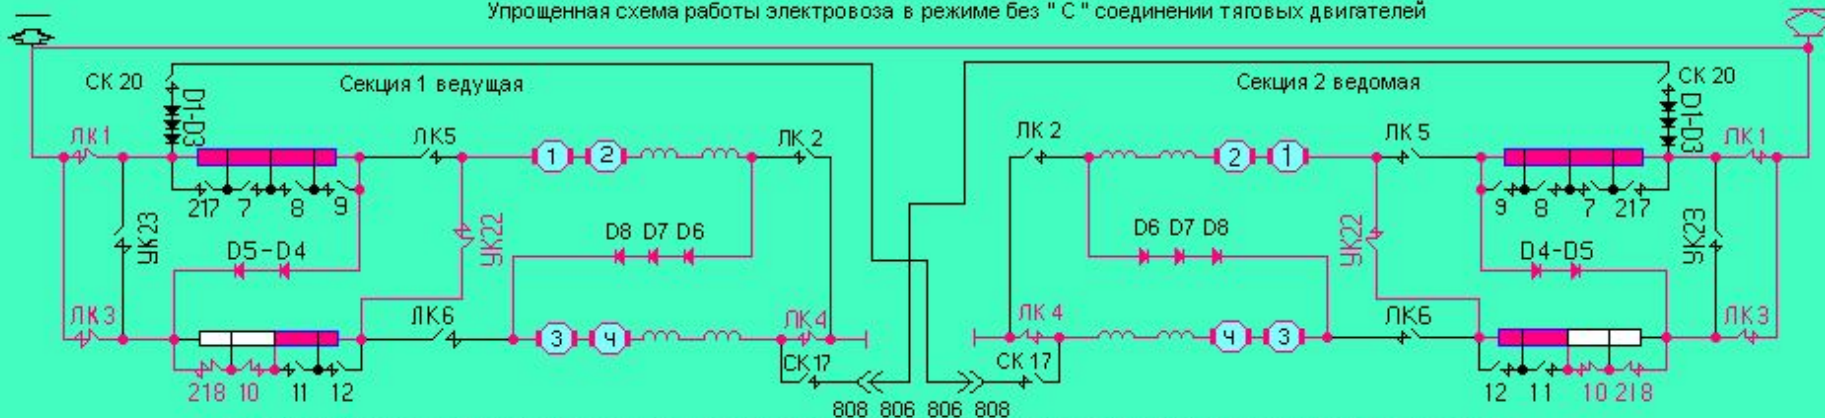 Упрощенная схема работы электровоза в режиме без " С " соединении тяговых двигателей
СК 20 Секция 1 ведущая Секция 2 ведомая СК 20
D1-D3 D1-D3
ЛК1 ЛК5 1 2 ЛК 2 ЛК 2 2 1 ЛК 5 ЛК1
217 7 8 9 9 8 7 217
УК23 УК22 УК22 УК23
D5-D4 D8 D7 D6 D6 D7 D8 D4-D5
ЛК3 ЛК6 3 4 ЛК4 ЛК 4 4 3 ЛК6 ЛК3
СК17 СК 17
218 10 11 12 12 11 10 218
808 806 806 808